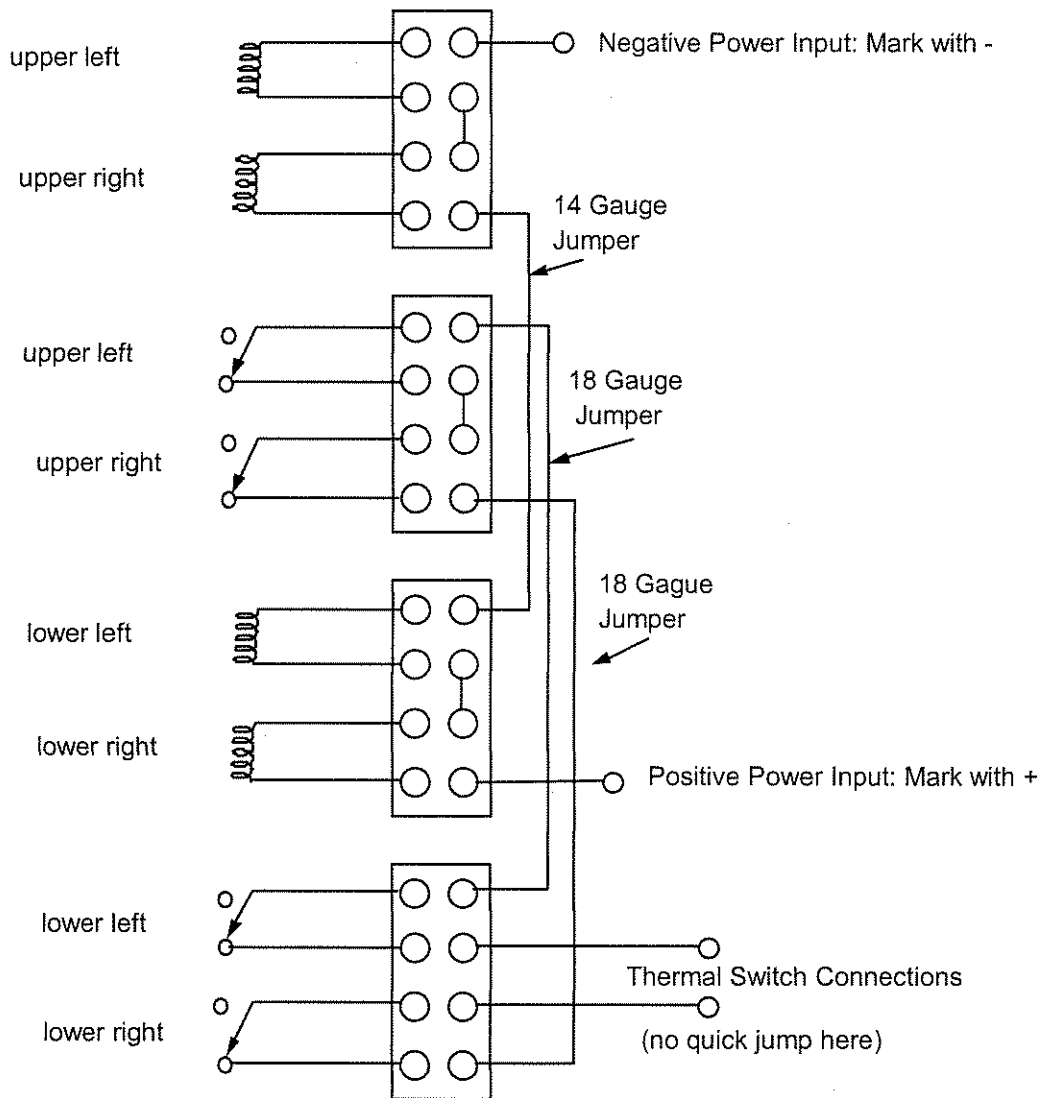 upper left
Negative Power Input: Mark with -
upper right
14 Gauge
Jumper
upper left
18 Gauge
Jumper
upper right
18 Gague
Jumper
lower left
lower right
Positive Power Input: Mark with +
lower left
Thermal Switch Connections
lower right
(no quick jump here)